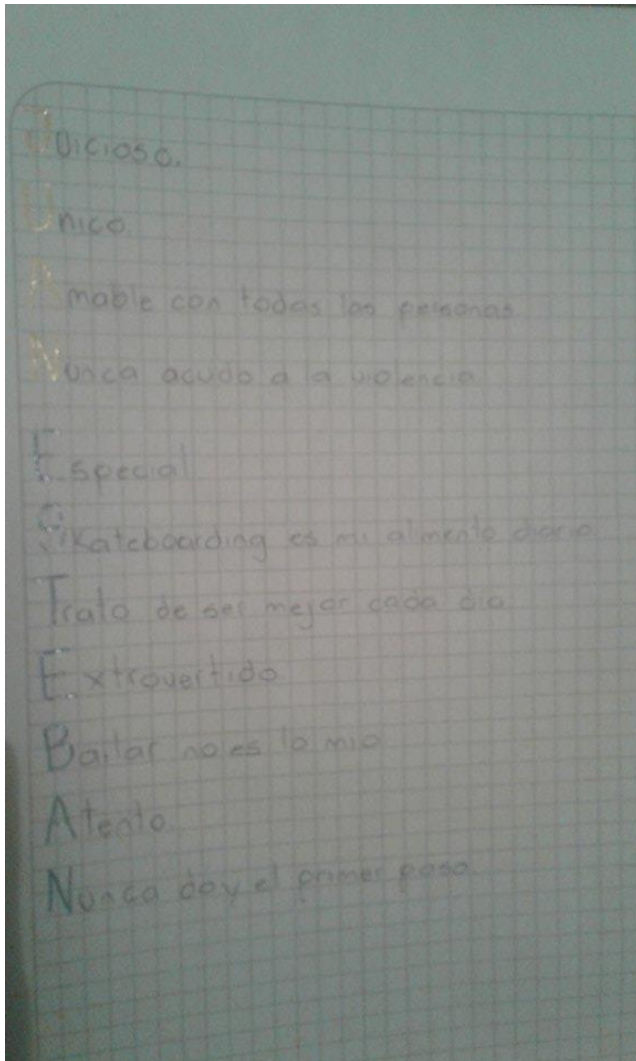 Juicioso.
Unico
Amable con todas las personas
Nunca acudo a la violencia
Especial
Skateboarding es mi alimento diario
Trato de ser mejor cada dia
Extrovertido
Bailar no es lo mio
Atento
Nunca doy el primer paso